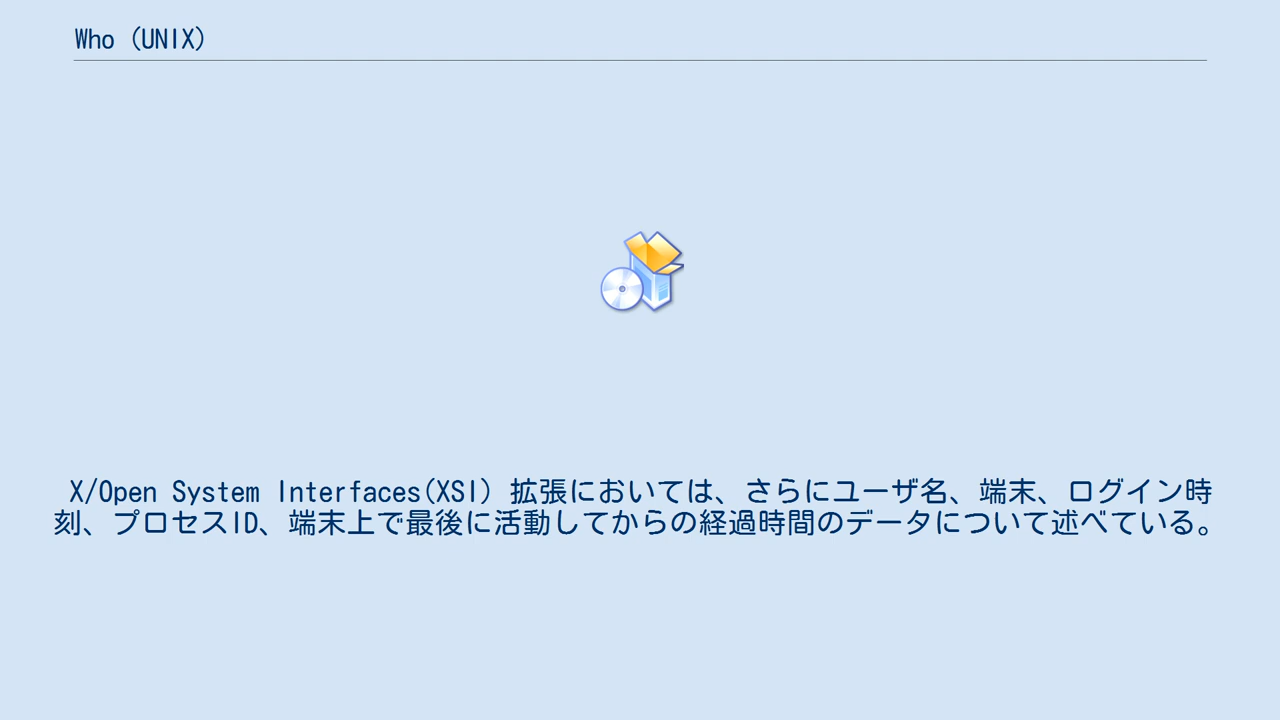 Who (UNIX)
X/Open System Interfaces(XSI) 拡張においては、さらにユーザ名、端末、ログイン時
刻、プロセスID、端末上で最後に活動してからの経過時間のデータについて述べている。